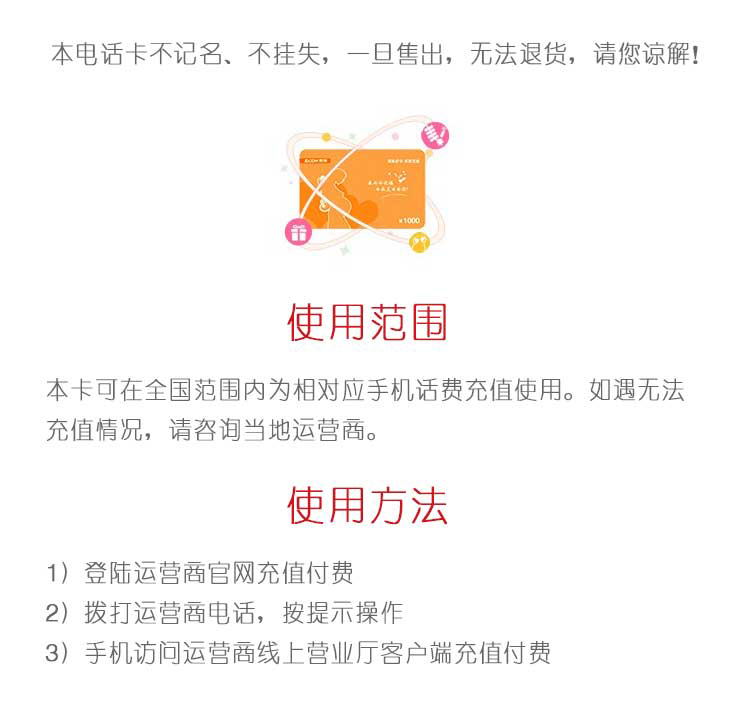 本电话卡不记名、不挂失，一旦售出，无法退货，请您谅解！
¥1000
使用范围
本卡可在全国范围内为相对应手机话费充值使用。如遇无法
充值情况，请咨询当地运营商。
使用方法
1）登陆运营商官网充值付费
2）拨打运营商电话，按提示操作
3）手机访问运营商线上营业厅客户端充值付费